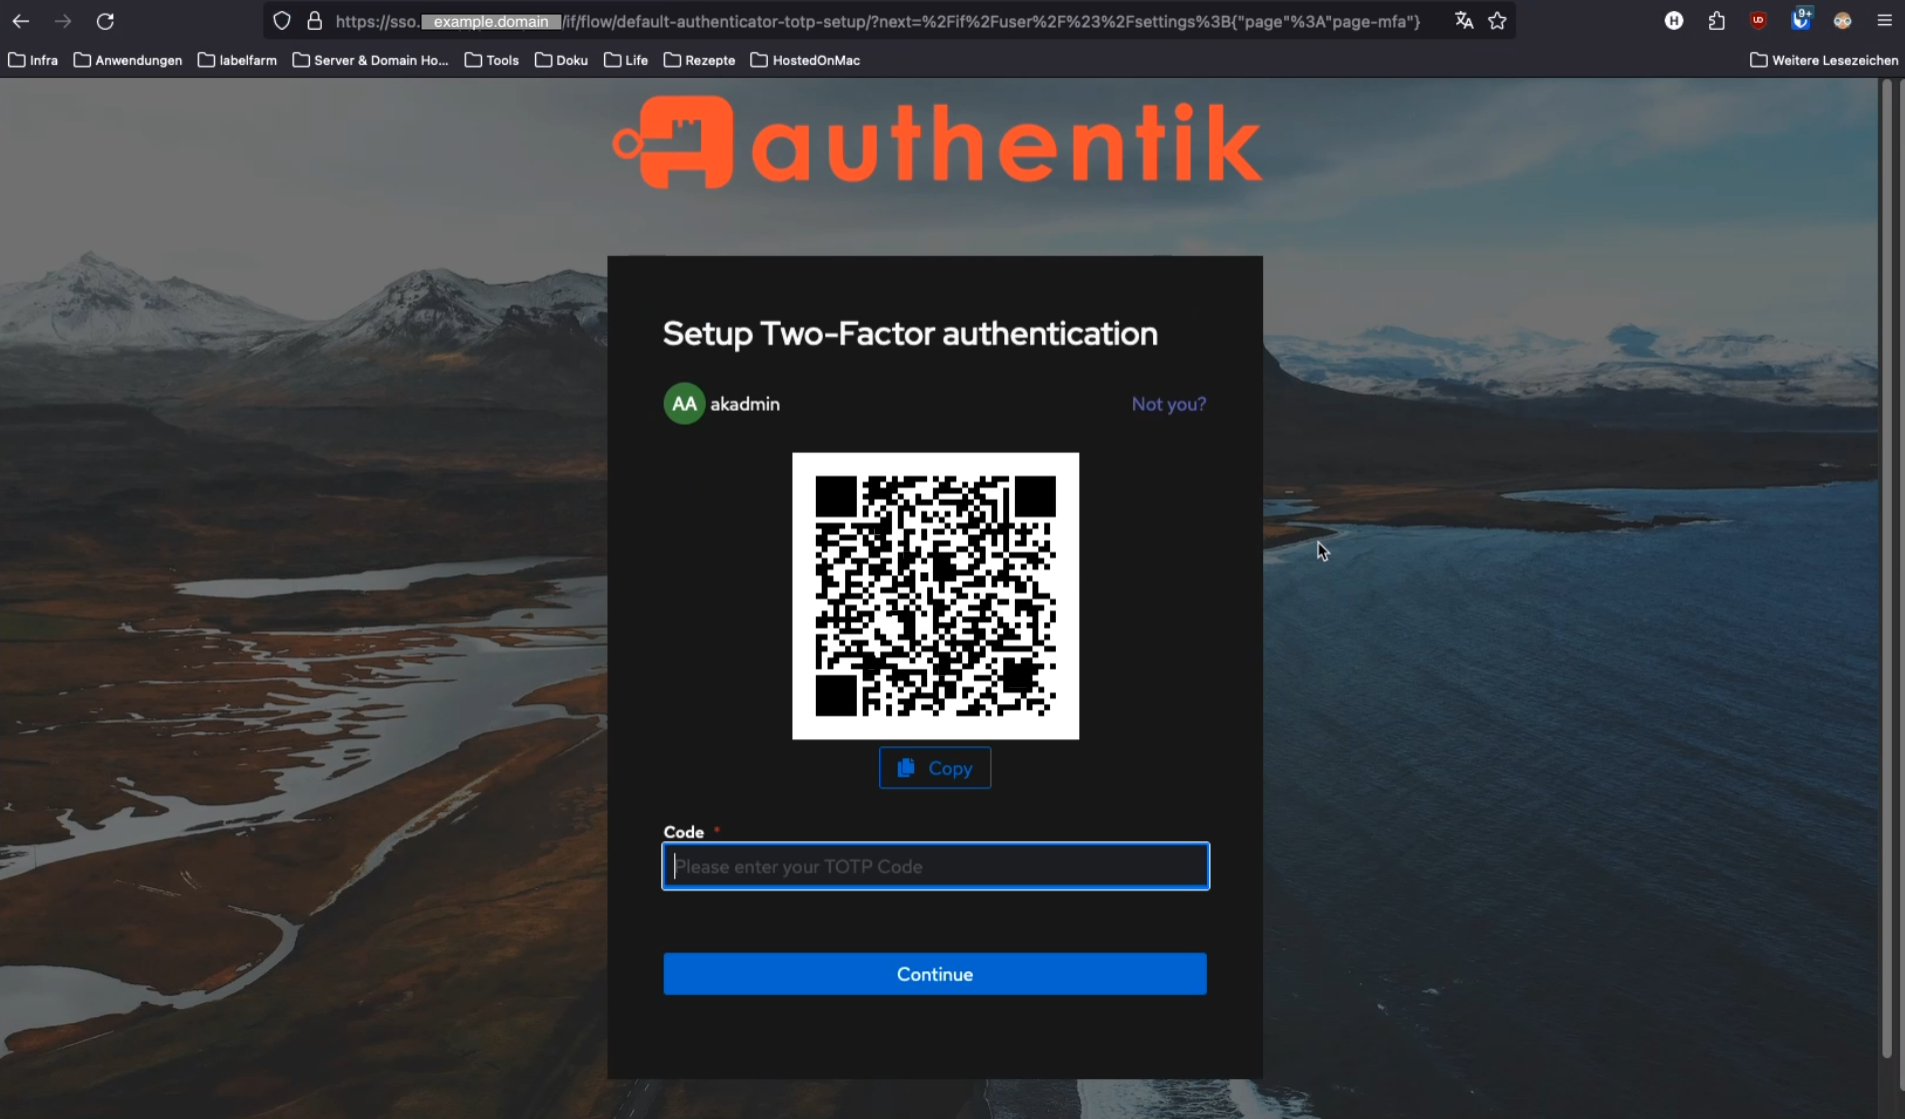 https://sso. example.domain /if/flow/default-authenticator-totp-setup/?next=%2Fif%2Fuser%2F%23%2Fsettings%3B{"page"%3A"page-mfa"}
H
UD
9+
Infra
Anwendungen
labelfarm
Server & Domain Ho...
Tools
Doku
Life
Rezepte
HostedOnMac
Weitere Lesezeichen
authentik
Setup Two-Factor authentication
AA akadmin
Not you?
Copy
Code *
Please enter your TOTP Code
Continue